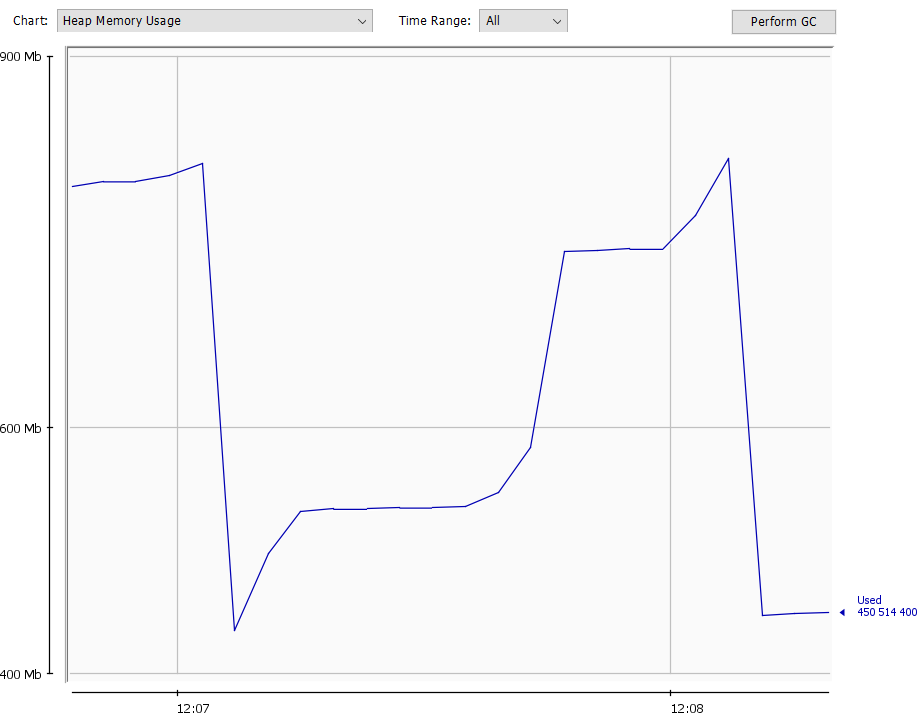 Chart: Heap Memory Usage Time Range: All Perform GC
900 Mb
600 Mb
Used
450 514 400
400 Mb
12:07 12:08